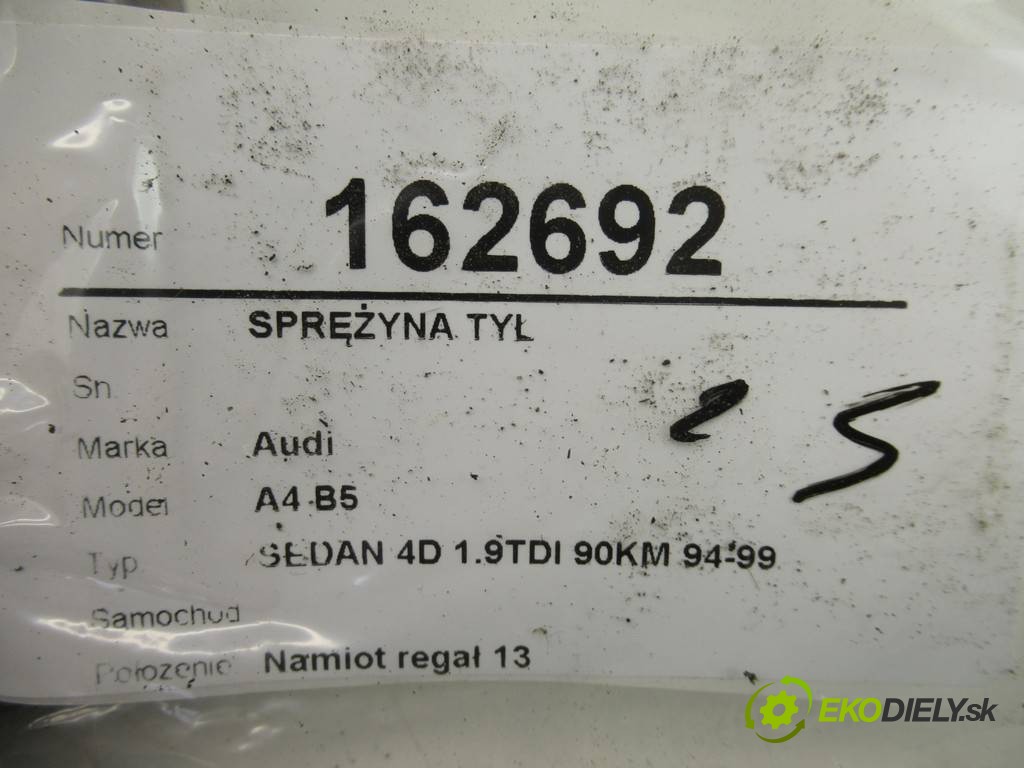 Numer 162692
Nazwa SPRĘŻYNA TYŁ
Sn.
Marka Audi
Model A4 B5
Typ SEDAN 4D 1.9TDI 90KM 94-99
Samochód
Położenie Namiot regał 13
EKODIELY.sk